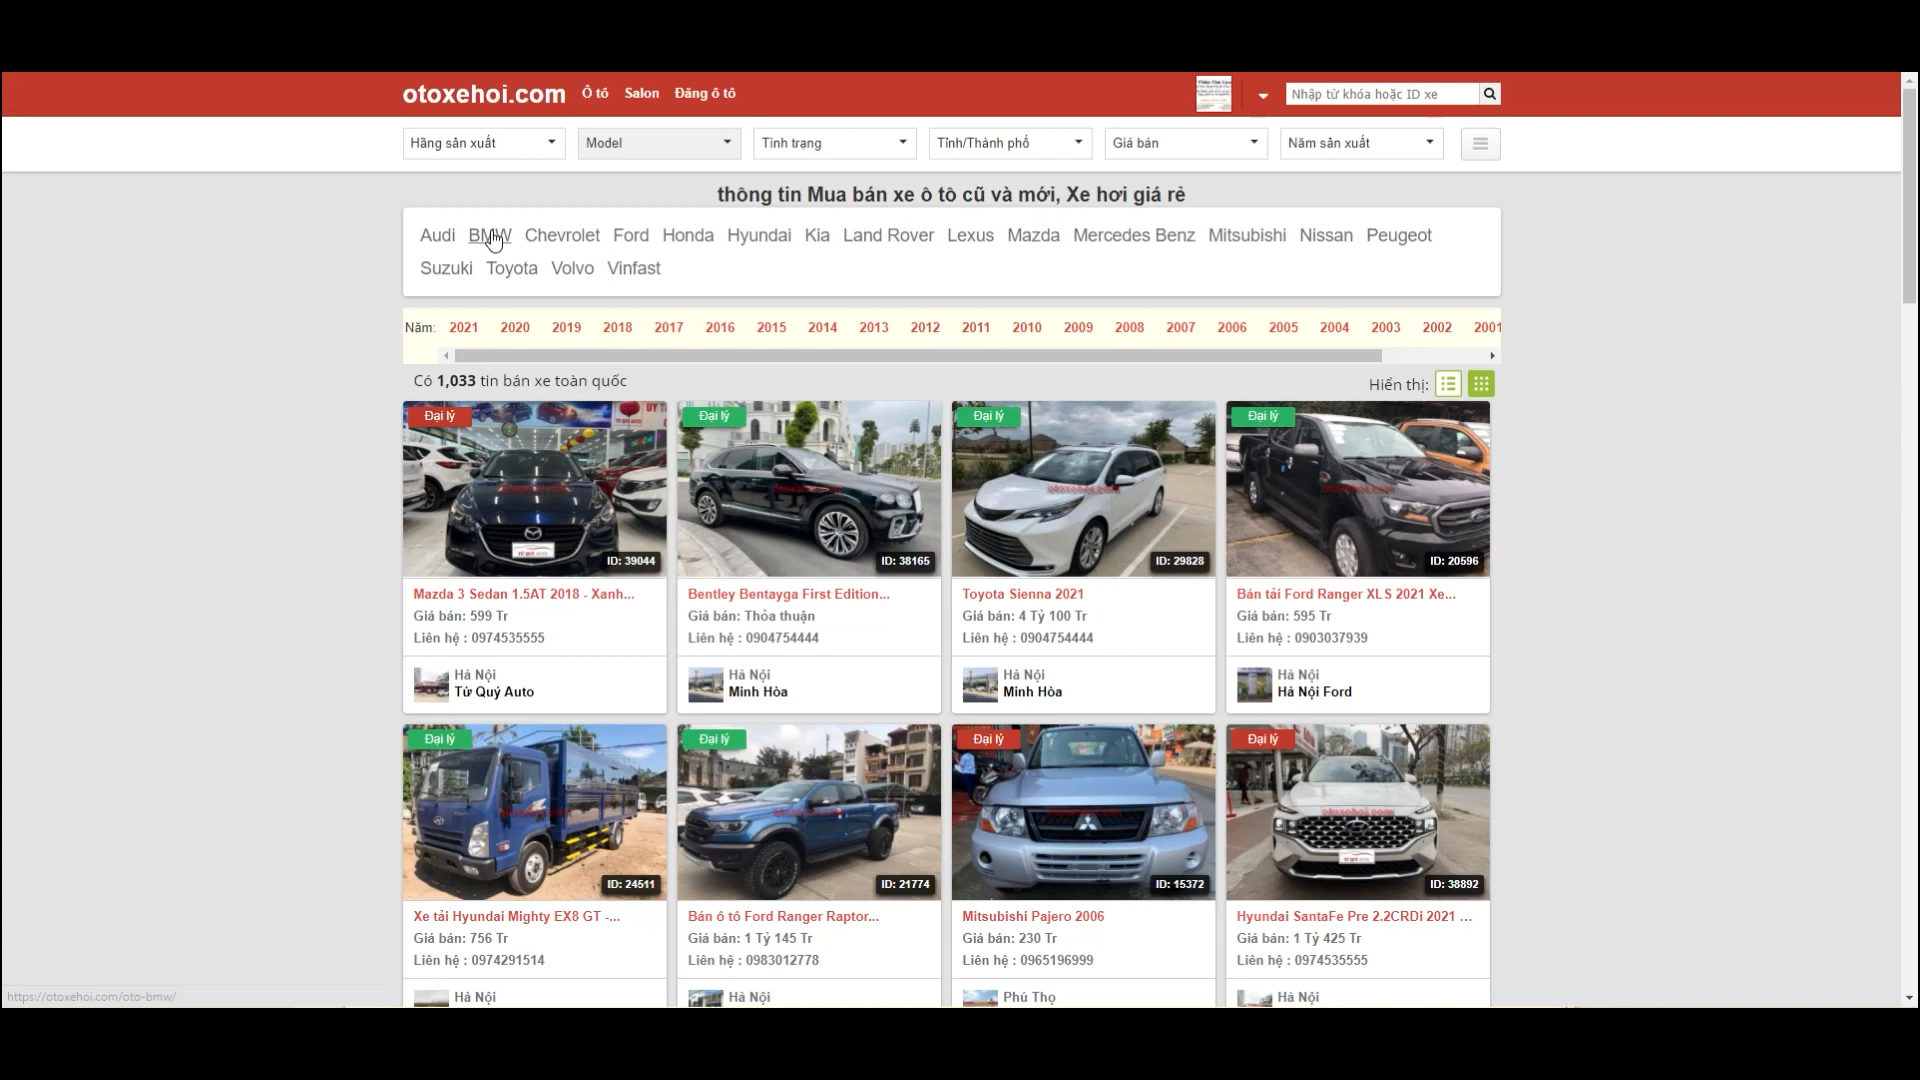 otoxehoi.com Ô tô Salon Đăng ô tô Nhập từ khóa hoặc ID xe
Hãng sản xuất Model Tình trạng Tỉnh/Thành phố Giá bán Năm sản xuất
thông tin Mua bán xe ô tô cũ và mới, Xe hơi giá rẻ
Audi BMW Chevrolet Ford Honda Hyundai Kia Land Rover Lexus Mazda Mercedes Benz Mitsubishi Nissan Peugeot
Suzuki Toyota Volvo Vinfast
Năm: 2021 2020 2019 2018 2017 2016 2015 2014 2013 2012 2011 2010 2009 2008 2007 2006 2005 2004 2003 2002 2001
Có 1,033 tin bán xe toàn quốc
Hiển thị:
Đại lý Đại lý Đại lý Đại lý
otoxehoi.com
ID: 39044 ID: 38165 ID: 29828 ID: 20596
Mazda 3 Sedan 1.5AT 2018 - Xanh... Bentley Bentayga First Edition... Toyota Sienna 2021 Bán tải Ford Ranger XLS 2021 Xe...
Giá bán: 599 Tr Giá bán: Thỏa thuận Giá bán: 4 Tỷ 100 Tr Giá bán: 595 Tr
Liên hệ : 0974535555 Liên hệ : 0904754444 Liên hệ : 0904754444 Liên hệ : 0903037939
Hà Nội Hà Nội Hà Nội Hà Nội
Tứ Quý Auto Minh Hòa Minh Hòa Hà Nội Ford
Đại lý Đại lý Đại lý Đại lý
otoxehoi.com
ID: 24511 ID: 21774 ID: 15372 ID: 38892
Xe tải Hyundai Mighty EX8 GT -... Bán ô tô Ford Ranger Raptor... Mitsubishi Pajero 2006 Hyundai SantaFe Pre 2.2CRDi 2021 ...
Giá bán: 756 Tr Giá bán: 1 Tỷ 145 Tr Giá bán: 230 Tr Giá bán: 1 Tỷ 425 Tr
Liên hệ : 0974291514 Liên hệ : 0983012778 Liên hệ : 0965196999 Liên hệ : 0974535555
Hà Nội Hà Nội Phú Thọ Hà Nội
https://otoxehoi.com/oto-bmw/